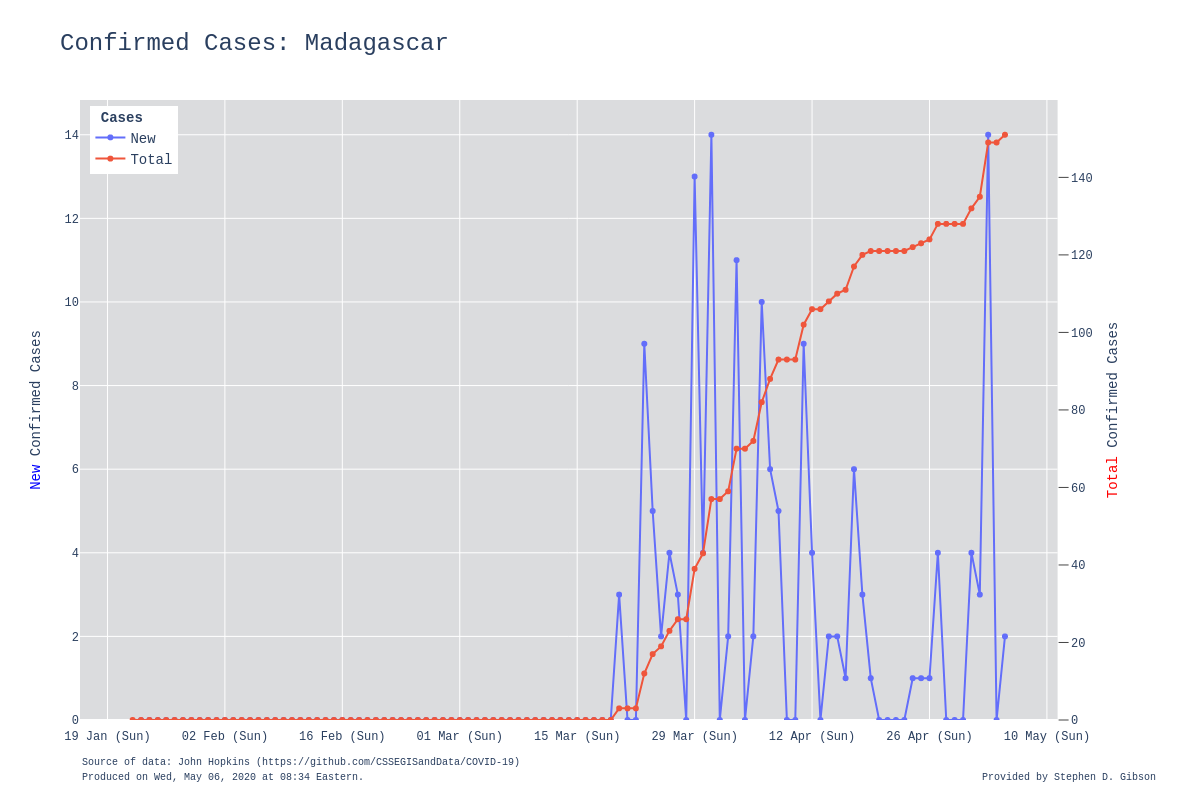 Confirmed Cases: Madagascar
Cases
New
Total
14
12
10
8
6
4
2
0
140
120
100
80
60
40
20
0
New Confirmed Cases
Total Confirmed Cases
19 Jan (Sun) 02 Feb (Sun) 16 Feb (Sun) 01 Mar (Sun) 15 Mar (Sun) 29 Mar (Sun) 12 Apr (Sun) 26 Apr (Sun) 10 May (Sun)
Source of data: John Hopkins (https://github.com/CSSEGISandData/COVID-19)
Produced on Wed, May 06, 2020 at 08:34 Eastern.
Provided by Stephen D. Gibson